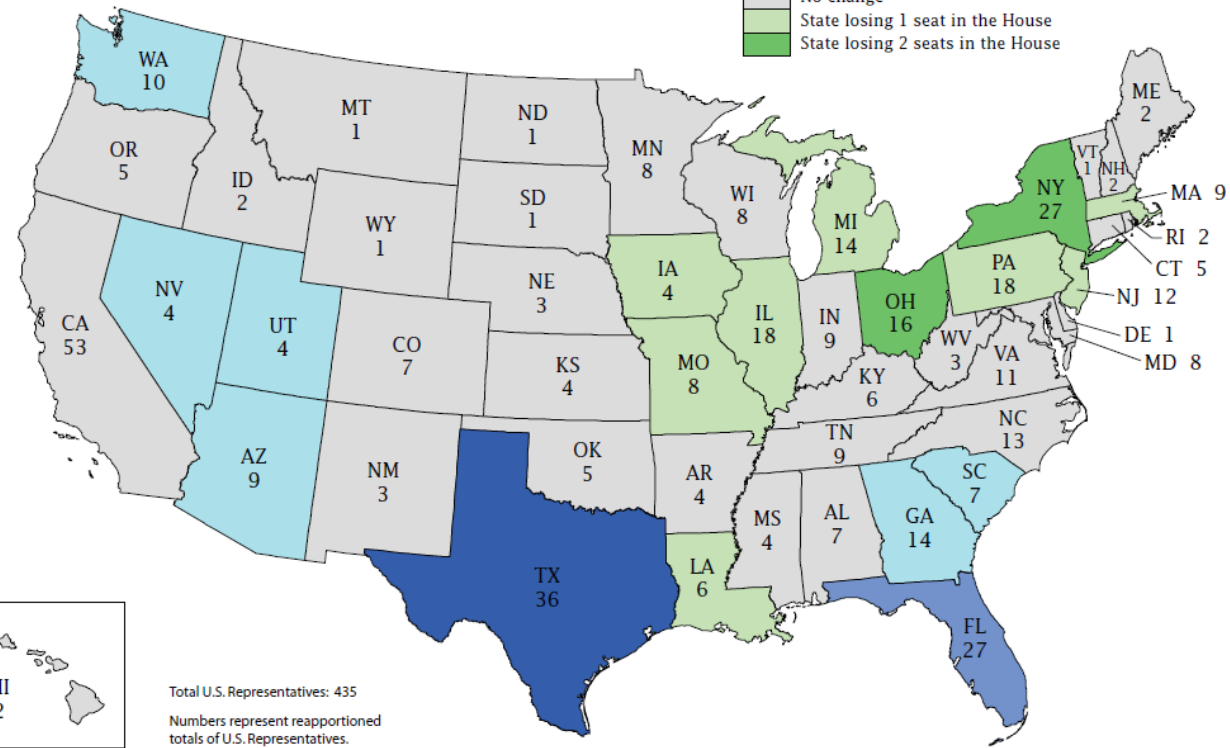 No change
State losing 1 seat in the House
State losing 2 seats in the House
WA
10
OR
5
CA
53
NV
4
ID
2
MT
1
WY
1
UT
4
AZ
9
CO
7
NM
3
ND
1
SD
1
NE
3
KS
4
OK
5
TX
36
MN
8
IA
4
MO
8
AR
4
LA
6
WI
8
IL
18
MI
14
IN
9
OH
16
KY
6
TN
9
MS
4
AL
7
GA
14
FL
27
SC
7
NC
13
VA
11
WV
3
PA
18
NY
27
VT
1
NH
2
ME
2
MA 9
RI 2
CT 5
NJ 12
DE 1
MD 8
Total U.S. Representatives: 435
Numbers represent reapportioned
totals of U.S. Representatives.